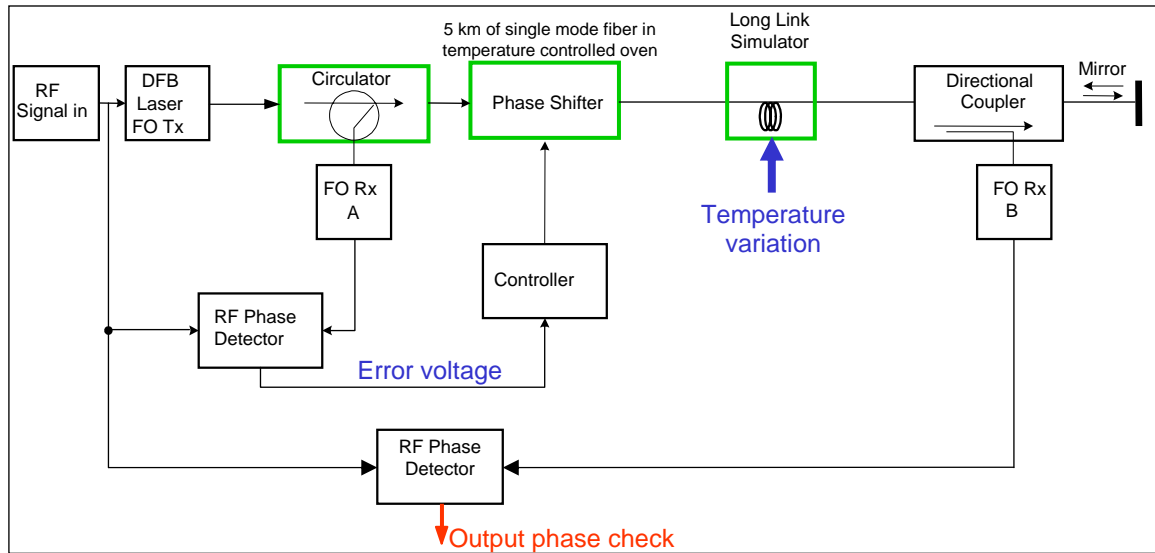 5 km of single mode fiber in
temperature controlled oven
Long Link
Simulator
RF
Signal in
DFB
Laser
FO Tx
Circulator
Phase Shifter
Directional
Coupler
Mirror
FO Rx
A
FO Rx
B
Temperature
variation
Controller
RF Phase
Detector
Error voltage
RF Phase
Detector
Output phase check